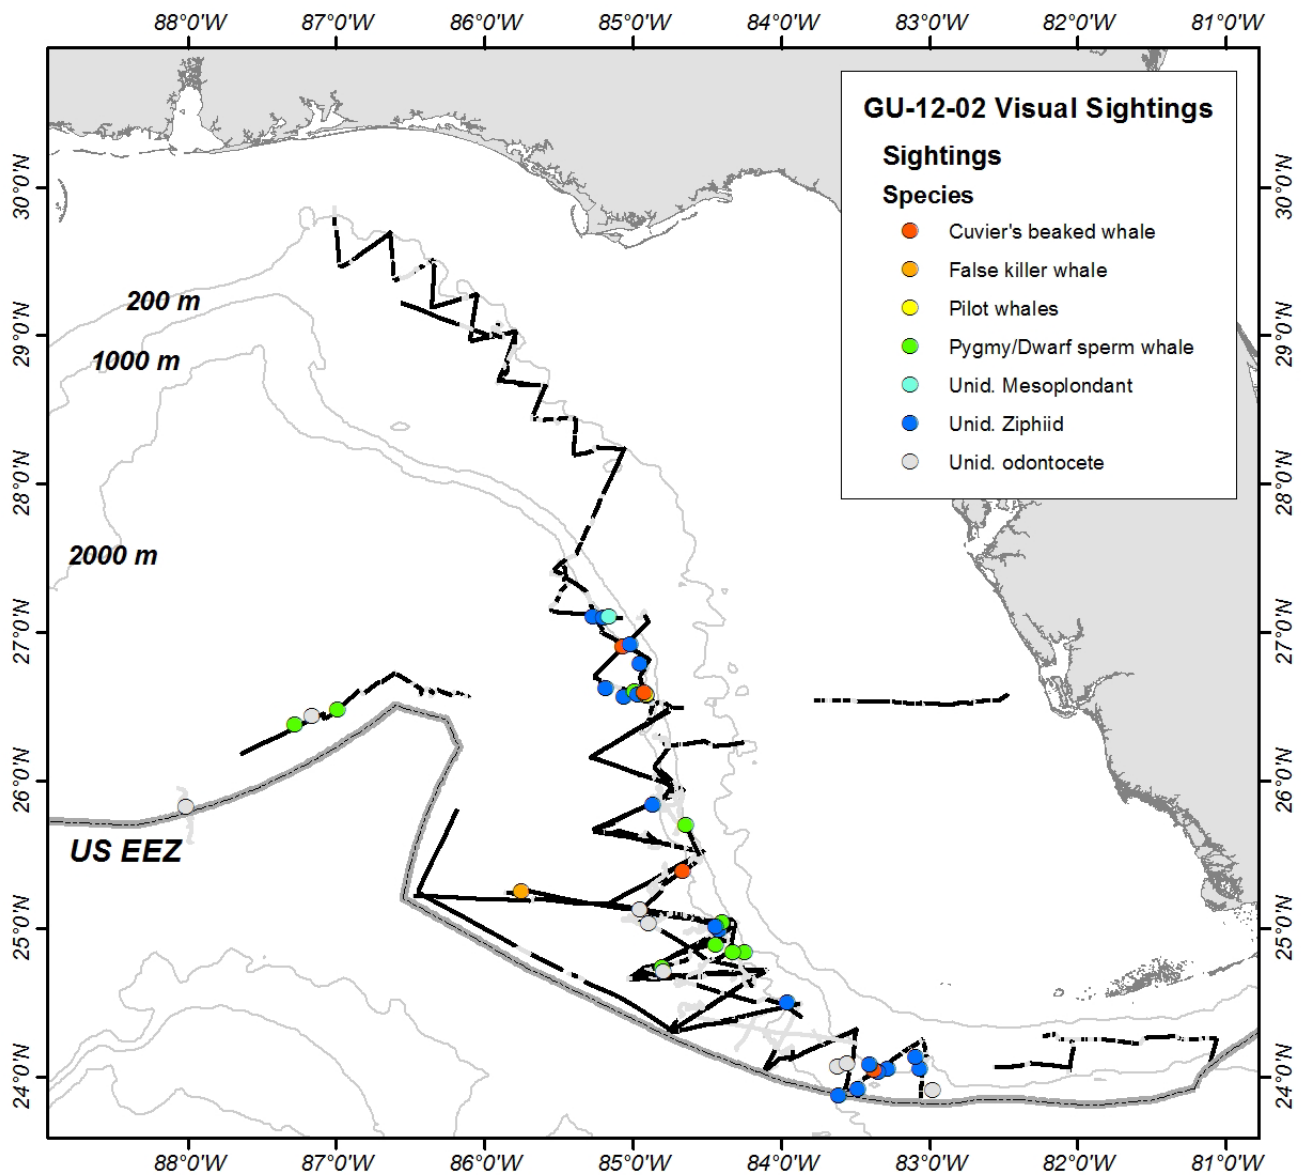 88°0'W 87°0'W 86°0'W 85°0'W 84°0'W 83°0'W 82°0'W 81°0'W
GU-12-02 Visual Sightings
Sightings
Species
Cuvier's beaked whale
False killer whale
Pilot whales
Pygmy/Dwarf sperm whale
Unid. Mesoplondant
Unid. Ziphiid
Unid. odontocete
30°0'N
29°0'N
28°0'N
27°0'N
26°0'N
25°0'N
24°0'N
200 m
1000 m
2000 m
US EEZ
30°0'N
29°0'N
28°0'N
27°0'N
26°0'N
25°0'N
24°0'N
88°0'W 87°0'W 86°0'W 85°0'W 84°0'W 83°0'W 82°0'W 81°0'W